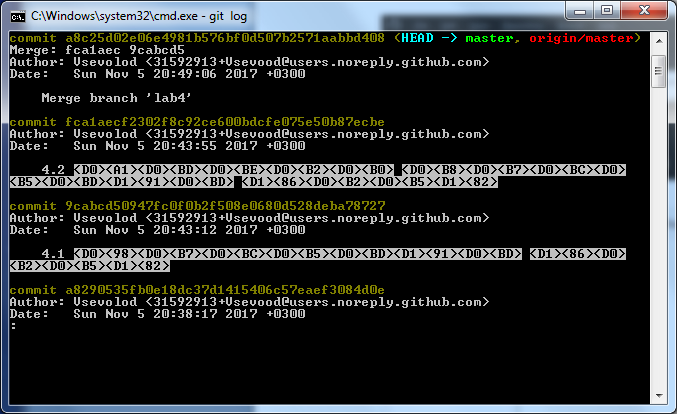 C:\Windows\system32\cmd.exe - git log
commit a8c25d02e06e4981b576bf0d507b2571aabbd408 (HEAD -> master, origin/master)
Merge: fca1aec 9cabcd5
Author: Vsevolod <31592913+Vsevood@users.noreply.github.com>
Date:   Sun Nov 5 20:49:06 2017 +0300
Merge branch 'lab4'
commit fca1aecf2302f8c92ce600bdcfe075e50b87ecbe
Author: Vsevolod <31592913+Vsevood@users.noreply.github.com>
Date:   Sun Nov 5 20:43:55 2017 +0300
4.2 <D0><A1><D0><BD><D0><BE><D0><B2><D0><B0> <D0><B8><D0><B7><D0><BC><D0>
<B5><D0><BD><D1><91><D0><BD> <D1><86><D0><B2><D0><B5><D1><82>
commit 9cabcd50947fc0f0b2f508e0680d528deba78727
Author: Vsevolod <31592913+Vsevood@users.noreply.github.com>
Date:   Sun Nov 5 20:43:12 2017 +0300
4.1 <D0><98><D0><B7><D0><BC><D0><B5><D0><BD><D1><91><D0><BD> <D1><86><D0>
<B2><D0><B5><D1><82>
commit a8290535fb0e18dc37d1415406c57eaef3084d0e
Author: Vsevolod <31592913+Vsevood@users.noreply.github.com>
Date:   Sun Nov 5 20:38:17 2017 +0300
: